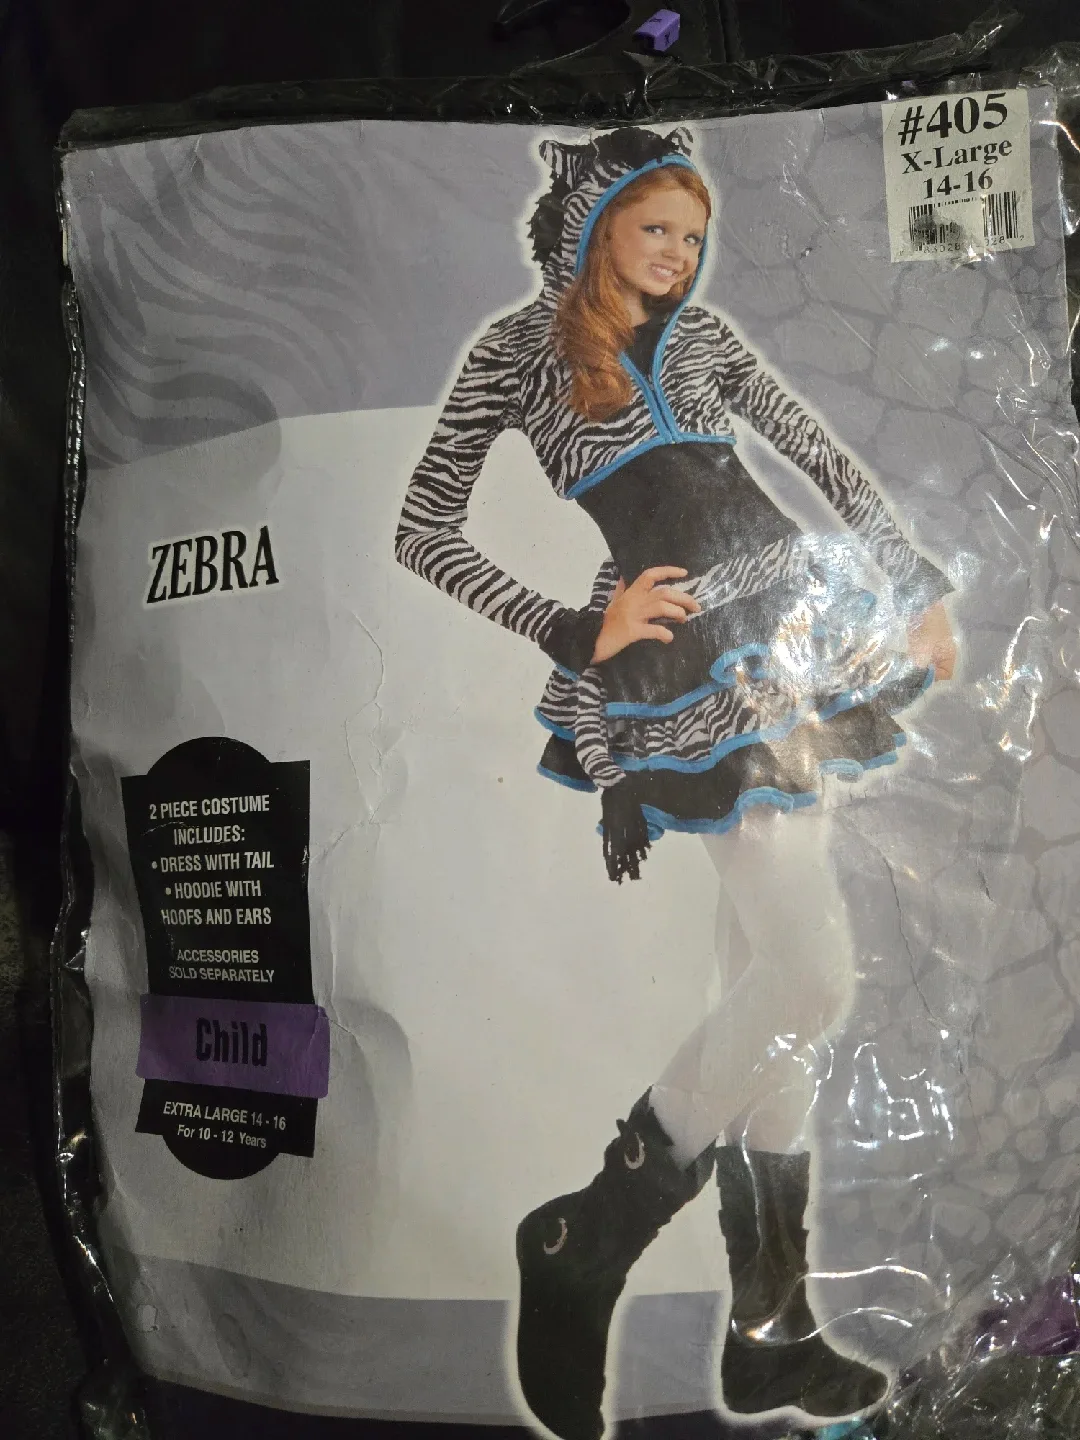 #405
X-Large
14-16
ZEBRA
2 PIECE COSTUME
INCLUDES:
• DRESS WITH TAIL
• HOODIE WITH
HOOFS AND EARS
ACCESSORIES
SOLD SEPARATELY
Child
EXTRA LARGE 14 - 16
For 10 - 12 Years